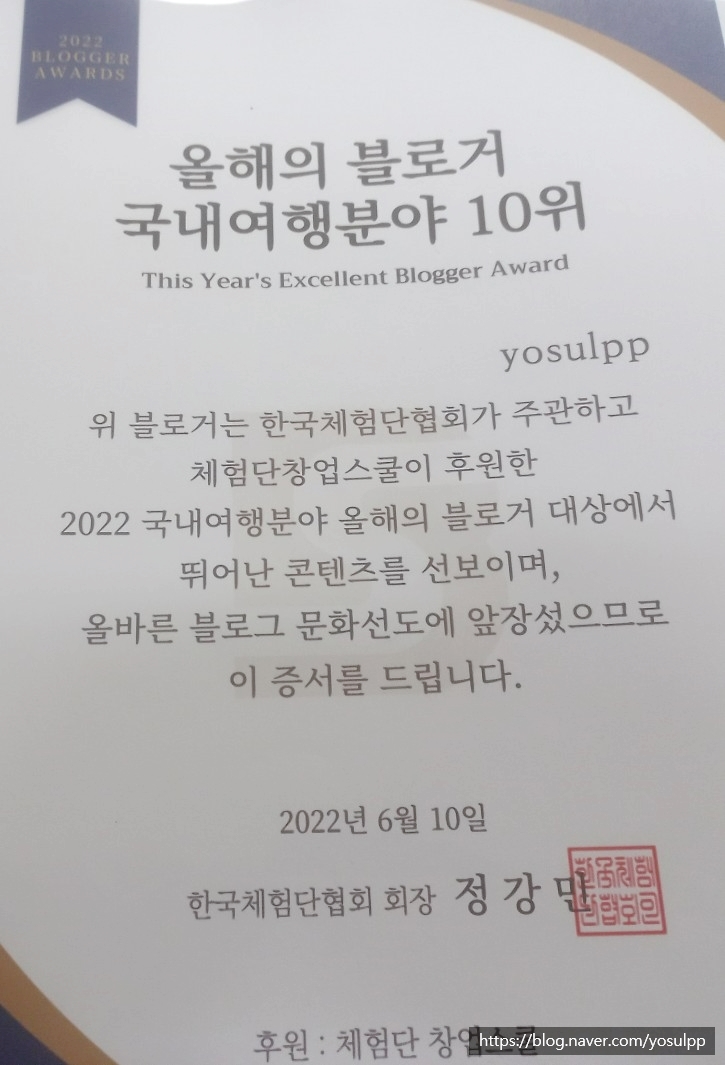 2022
BLOGGER
AWARDS
올해의 블로거
국내여행분야 10위
This Year's Excellent Blogger Award
yosulpp
위 블로거는 한국체험단협회가 주관하고
체험단창업스쿨이 후원한
2022 국내여행분야 올해의 블로거 대상에서
뛰어난 콘텐츠를 선보이며,
올바른 블로그 문화선도에 앞장섰으므로
이 증서를 드립니다.
2022년 6월 10일
한국체험단협회 회장 정 강 민
후원 : 체험단 창업스쿨
https://blog.naver.com/yosulpp